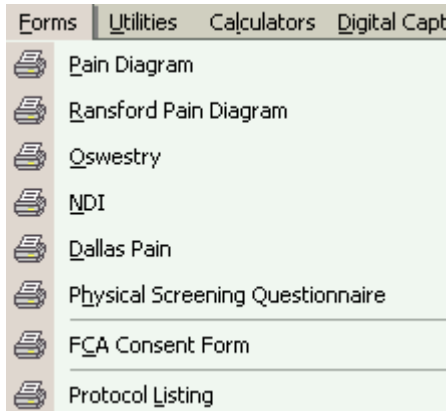 Forms Utilities Calculators Digital Capt
Pain Diagram
Ransford Pain Diagram
Oswestry
NDI
Dallas Pain
Physical Screening Questionnaire
FCA Consent Form
Protocol Listing